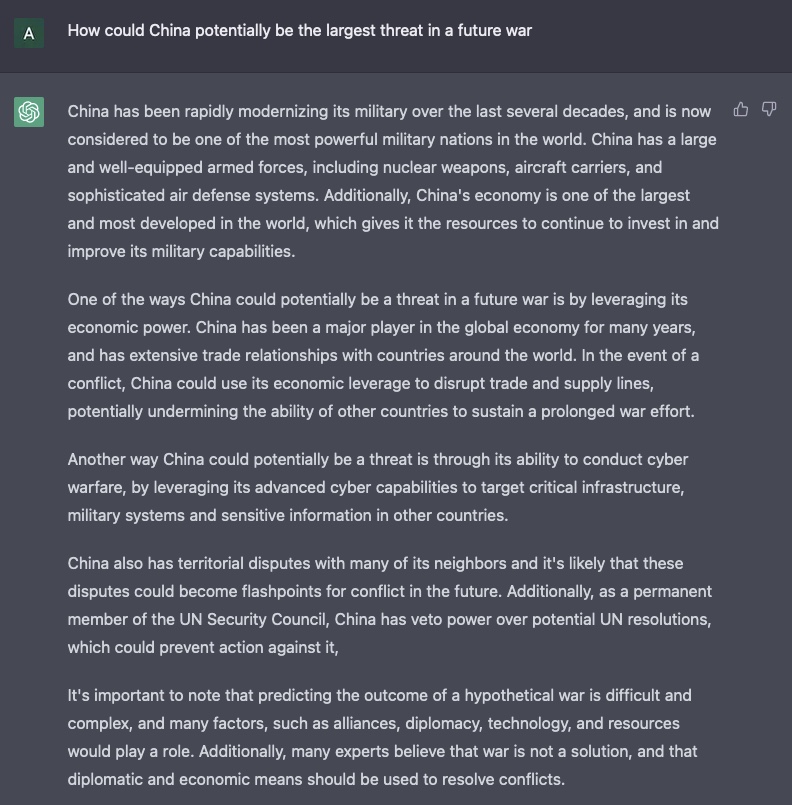 A
How could China potentially be the largest threat in a future war
China has been rapidly modernizing its military over the last several decades, and is now
considered to be one of the most powerful military nations in the world. China has a large
and well-equipped armed forces, including nuclear weapons, aircraft carriers, and
sophisticated air defense systems. Additionally, China's economy is one of the largest
and most developed in the world, which gives it the resources to continue to invest in and
improve its military capabilities.
One of the ways China could potentially be a threat in a future war is by leveraging its
economic power. China has been a major player in the global economy for many years,
and has extensive trade relationships with countries around the world. In the event of a
conflict, China could use its economic leverage to disrupt trade and supply lines,
potentially undermining the ability of other countries to sustain a prolonged war effort.
Another way China could potentially be a threat is through its ability to conduct cyber
warfare, by leveraging its advanced cyber capabilities to target critical infrastructure,
military systems and sensitive information in other countries.
China also has territorial disputes with many of its neighbors and it's likely that these
disputes could become flashpoints for conflict in the future. Additionally, as a permanent
member of the UN Security Council, China has veto power over potential UN resolutions,
which could prevent action against it,
It's important to note that predicting the outcome of a hypothetical war is difficult and
complex, and many factors, such as alliances, diplomacy, technology, and resources
would play a role. Additionally, many experts believe that war is not a solution, and that
diplomatic and economic means should be used to resolve conflicts.